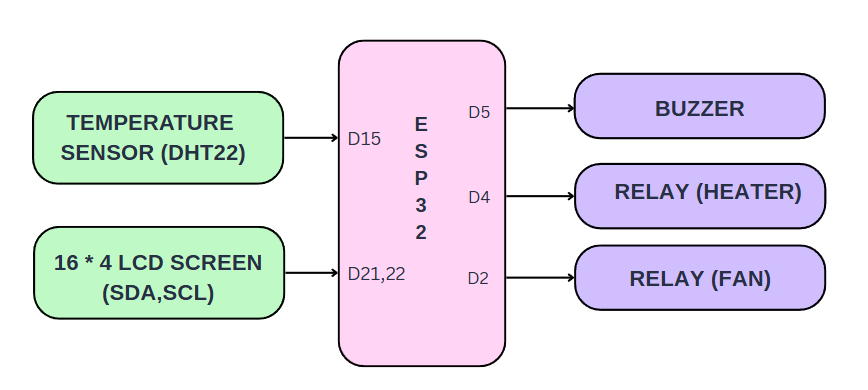 TEMPERATURE
SENSOR (DHT22)
16 * 4 LCD SCREEN
(SDA,SCL)
D15
D21,22
E
S
P
3
2
D5
D4
D2
BUZZER
RELAY (HEATER)
RELAY (FAN)